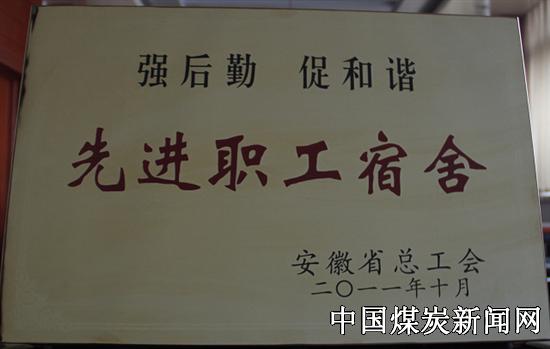 强后勤 促和谐
先进职工宿舍
安徽省总工会
二〇一一年十月
中国煤炭新闻网